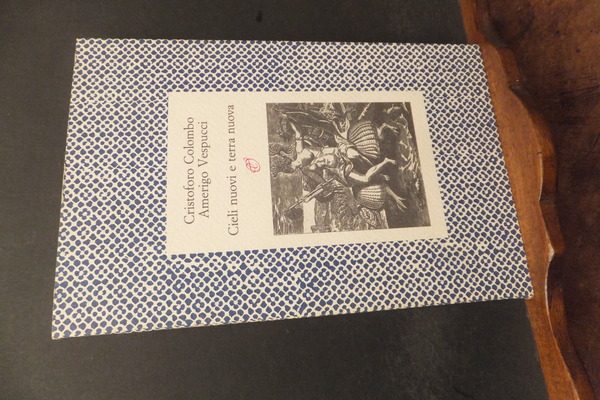 Cristoforo Colombo
Amerigo Vespucci
Cieli nuovi e terra nuova